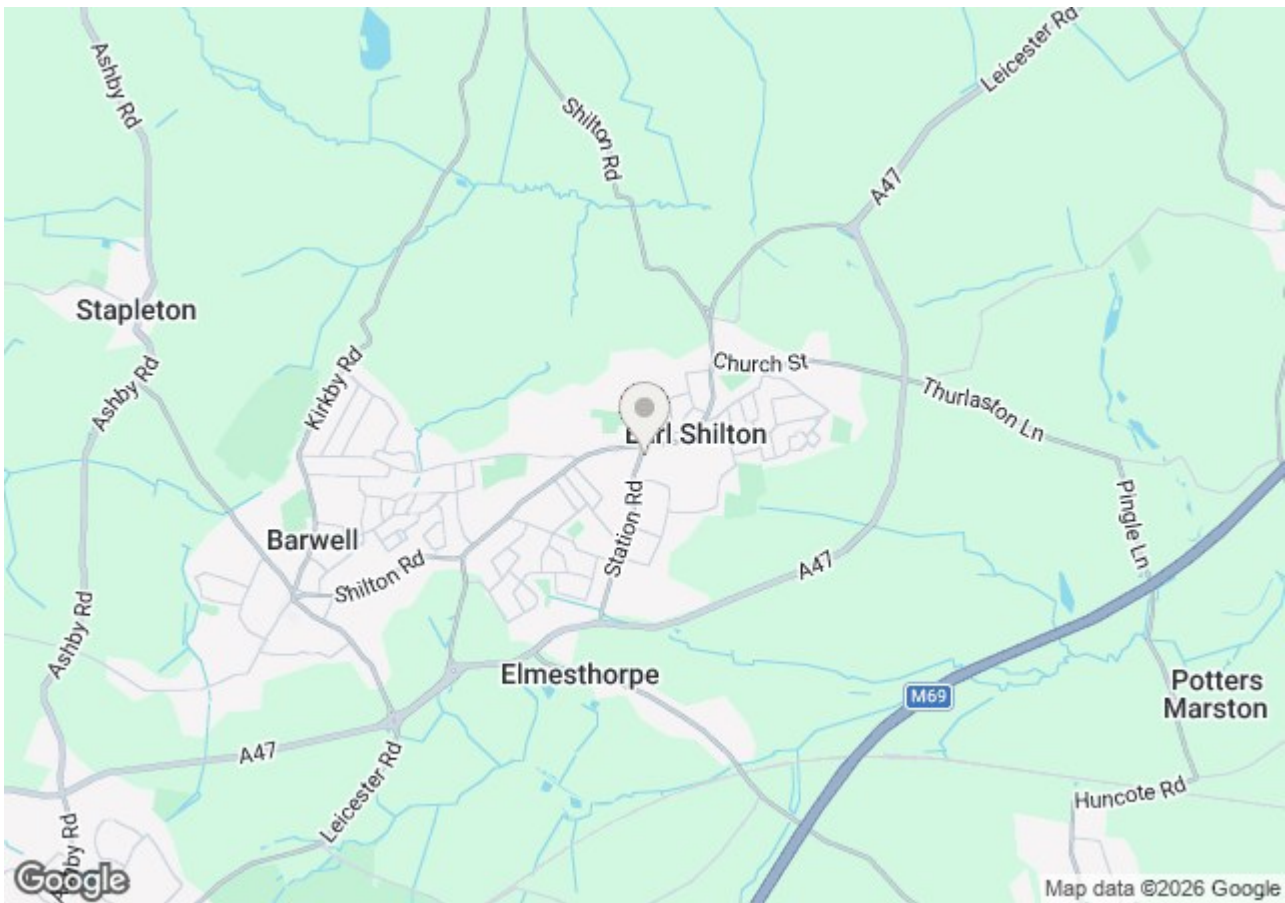 Ashby Rd
Leicester Rd
Shilton Rd
A47
Stapleton
Kirkby Rd
Ashby Rd
Church St
Thurlaston Ln
Earl Shilton
Station Rd
Pingle Ln
Barwell
Shilton Rd
A47
Ashby Rd
Elmesthorpe
M69
Potters
Marston
A47
Leicester Rd
Huncote Rd
Ashby Rd
Google
Map data ©2026 Google